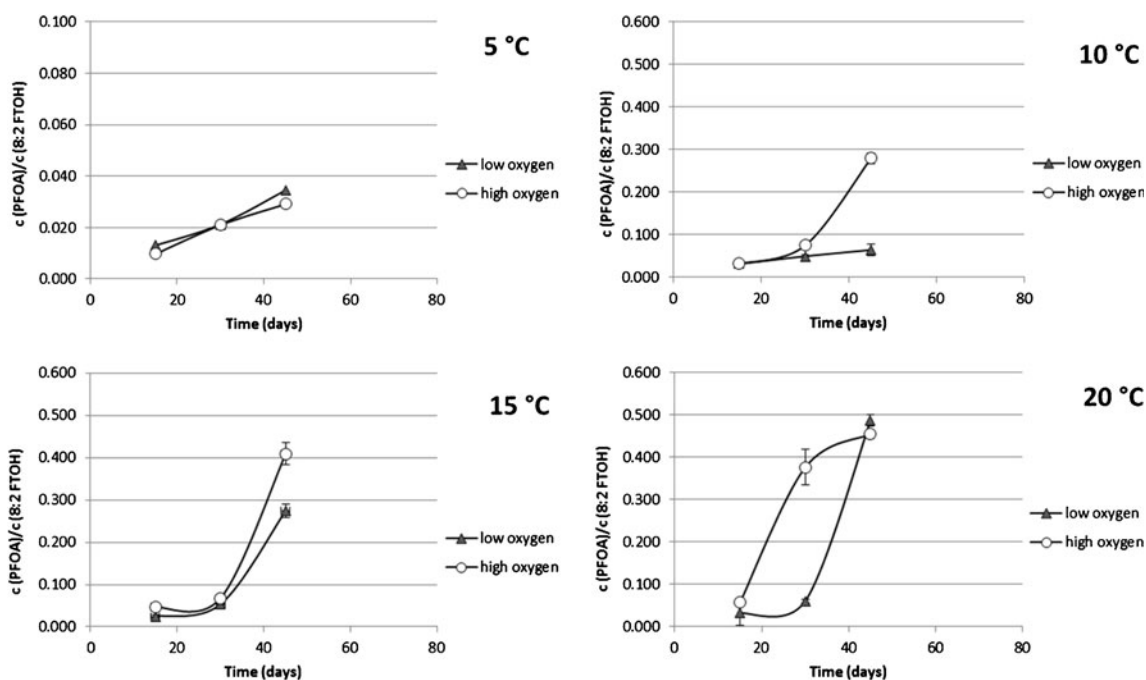 5 °C
c (PFOA)/c (8:2 FTOH)
0.100
0.080
0.060
0.040
0.020
0.000
0 20 40 60 80
Time (days)
low oxygen
high oxygen
10 °C
c (PFOA)/c (8:2 FTOH)
0.600
0.500
0.400
0.300
0.200
0.100
0.000
0 20 40 60 80
Time (days)
low oxygen
high oxygen
15 °C
c (PFOA)/c (8:2 FTOH)
0.600
0.500
0.400
0.300
0.200
0.100
0.000
0 20 40 60 80
Time (days)
low oxygen
high oxygen
20 °C
c (PFOA)/c (8:2 FTOH)
0.600
0.500
0.400
0.300
0.200
0.100
0.000
0 20 40 60 80
Time (days)
low oxygen
high oxygen